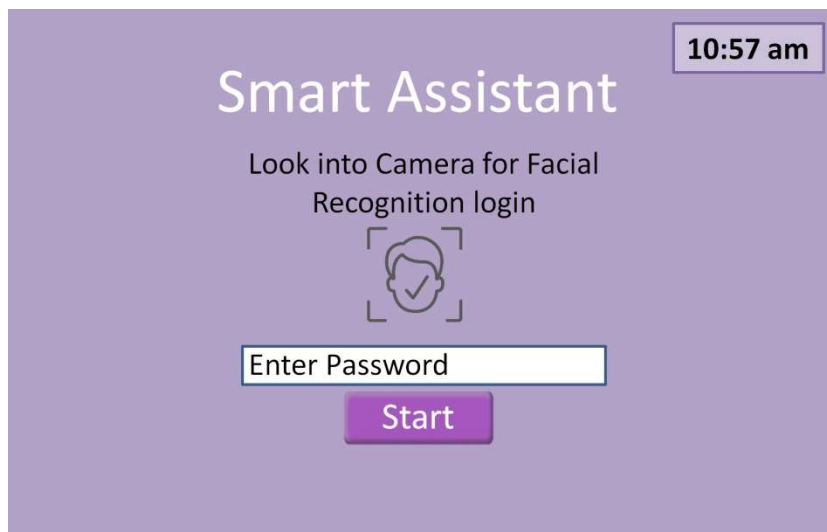 10:57 am
Smart Assistant
Look into Camera for Facial
Recognition login
Enter Password
Start